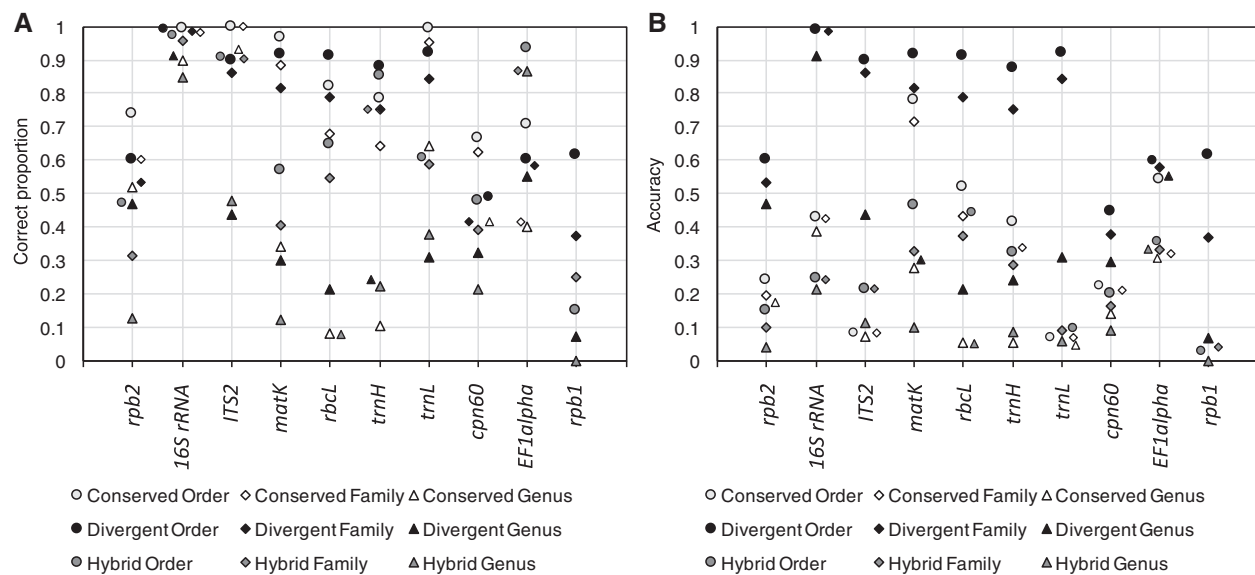 A
1
0.9
0.8
0.7
0.6
0.5
0.4
0.3
0.2
0.1
0
Correct proportion
rpb2
16S rRNA
ITS2
matK
rbcL
trnH
trnL
cpn60
EF1alpha
rpb1
Conserved Order Conserved Family Conserved Genus
Divergent Order Divergent Family Divergent Genus
Hybrid Order Hybrid Family Hybrid Genus
B
1
0.9
0.8
0.7
0.6
0.5
0.4
0.3
0.2
0.1
0
Accuracy
rpb2
16S rRNA
ITS2
matK
rbcL
trnH
trnL
cpn60
EF1alpha
rpb1
Conserved Order Conserved Family Conserved Genus
Divergent Order Divergent Family Divergent Genus
Hybrid Order Hybrid Family Hybrid Genus